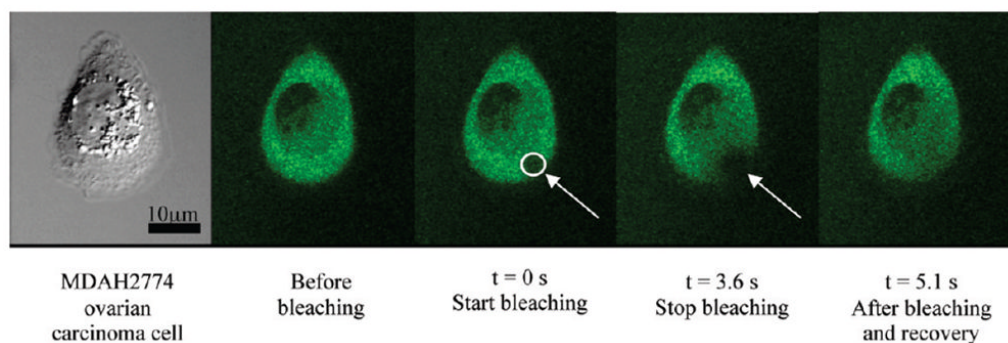 10μm
MDAH2774
ovarian
carcinoma cell
Before
bleaching
t = 0 s
Start bleaching
t = 3.6 s
Stop bleaching
t = 5.1 s
After bleaching
and recovery